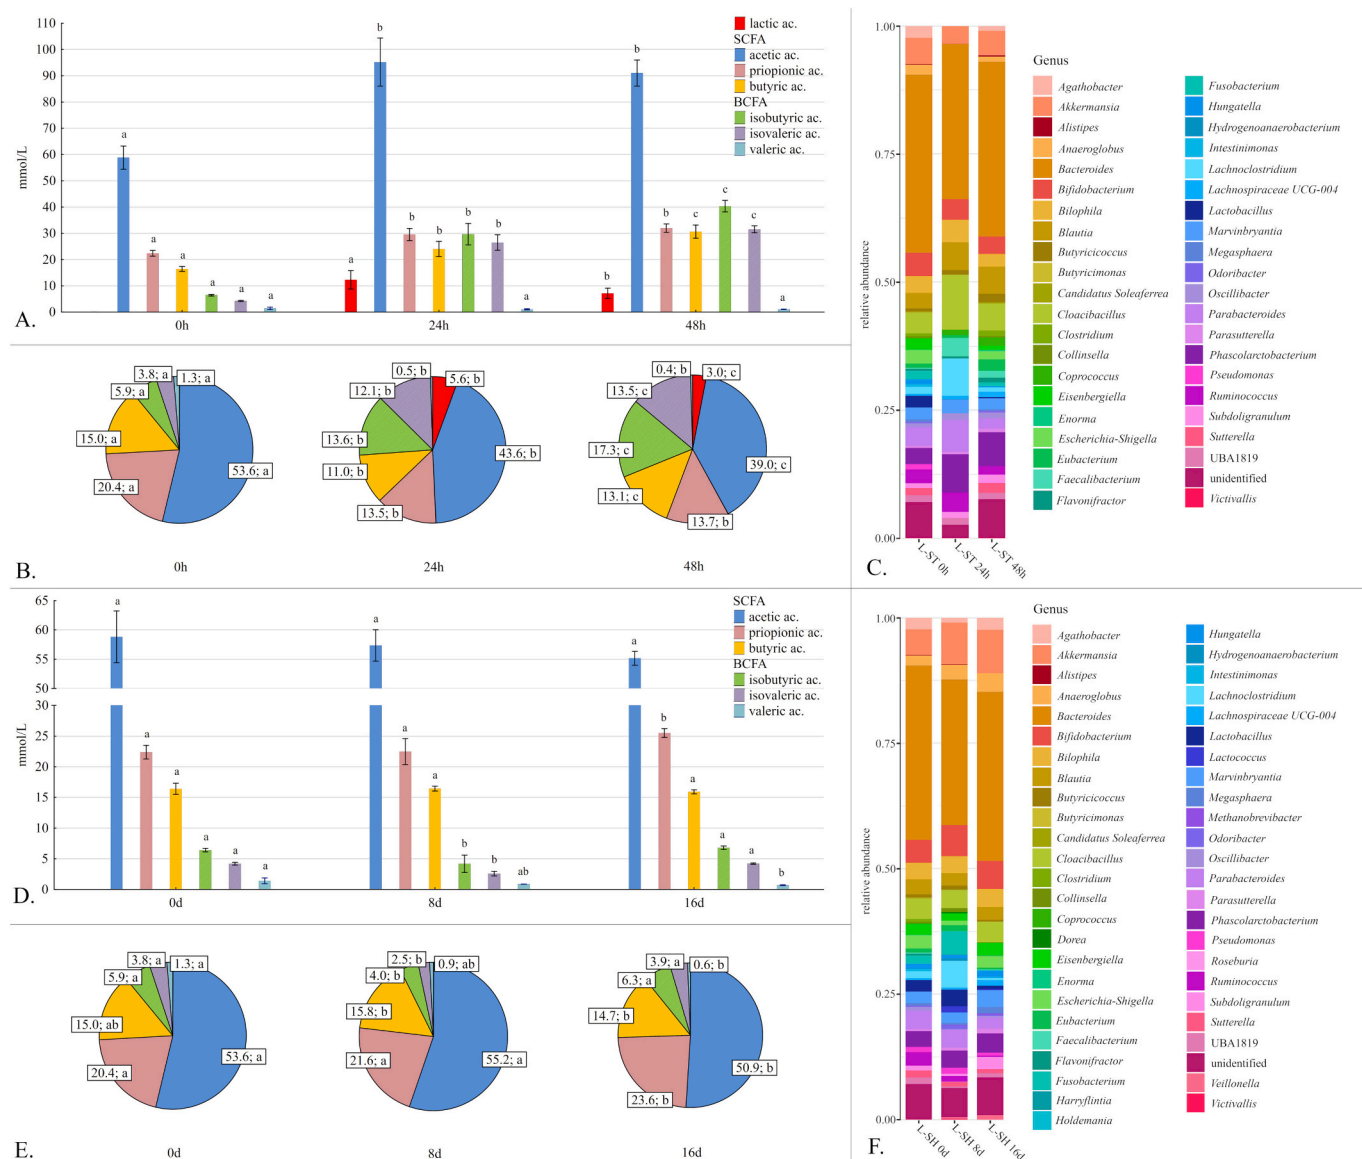 110
100
90
80
70
60
50
40
30
20
10
0
mmol/L
a
a
a
a
a
a
a
b
b
b
b
b
a
b
b
b
c
c
c
a
0h
24h
48h
lactic ac.
SCFA
acetic ac.
priopionic ac.
butyric ac.
BCFA
isobutyric ac.
isovaleric ac.
valeric ac.
A.
1.3; a
3.8; a
5.9; a
15.0; a
20.4; a
53.6; a
0h
0.5; b
5.6; b
12.1; b
13.6; b
11.0; b
13.5; b
43.6; b
24h
0.4; b
3.0; c
13.5; c
17.3; c
13.1; c
13.7; b
39.0; c
48h
B.
1.00
0.75
0.50
0.25
0.00
relative abundance
L-ST 0h
L-ST 24h
L-ST 48h
Genus
Agathobacter
Akkermansia
Alistipes
Anaeroglobus
Bacteroides
Bifidobacterium
Bilophila
Blautia
Butyricicoccus
Butyricimonas
Candidatus Soleaferrea
Cloacibacillus
Clostridium
Collinsella
Coprococcus
Eisenbergiella
Enorma
Escherichia-Shigella
Eubacterium
Faecalibacterium
Flavonifractor
Fusobacterium
Hungatella
Hydrogenoanaerobacterium
Intestinimonas
Lachnoclostridium
Lachnospiraceae UCG-004
Lactobacillus
Marvinbryantia
Megasphaera
Odoribacter
Oscillibacter
Parabacteroides
Parasutterella
Phascolarctobacterium
Pseudomonas
Ruminococcus
Subdoligranulum
Sutterella
UBA1819
unidentified
Victivallis
C.
65
60
55
50
30
25
20
15
10
5
0
mmol/L
a
a
a
a
a
a
a
a
a
b
b
ab
a
b
a
a
a
b
0d
8d
16d
SCFA
acetic ac.
priopionic ac.
butyric ac.
BCFA
isobutyric ac.
isovaleric ac.
valeric ac.
D.
1.3; a
3.8; a
5.9; a
15.0; ab
20.4; a
53.6; a
0d
0.9; ab
2.5; b
4.0; b
15.8; b
21.6; a
55.2; a
8d
0.6; b
3.9; a
6.3; a
14.7; b
23.6; b
50.9; b
16d
E.
1.00
0.75
0.50
0.25
0.00
relative abundance
L-SH 0d
L-SH 8d
L-SH 16d
Genus
Agathobacter
Akkermansia
Alistipes
Anaeroglobus
Bacteroides
Bifidobacterium
Bilophila
Blautia
Butyricicoccus
Butyricimonas
Candidatus Soleaferrea
Cloacibacillus
Clostridium
Collinsella
Coprococcus
Dorea
Eisenbergiella
Enorma
Escherichia-Shigella
Eubacterium
Faecalibacterium
Flavonifractor
Fusobacterium
Harryflintia
Holdemania
Hungatella
Hydrogenoanaerobacterium
Intestinimonas
Lachnoclostridium
Lachnospiraceae UCG-004
Lactobacillus
Lactococcus
Marvinbryantia
Megasphaera
Methanobrevibacter
Odoribacter
Oscillibacter
Parabacteroides
Parasutterella
Phascolarctobacterium
Pseudomonas
Roseburia
Ruminococcus
Subdoligranulum
Sutterella
UBA1819
unidentified
Veillonella
Victivallis
F.